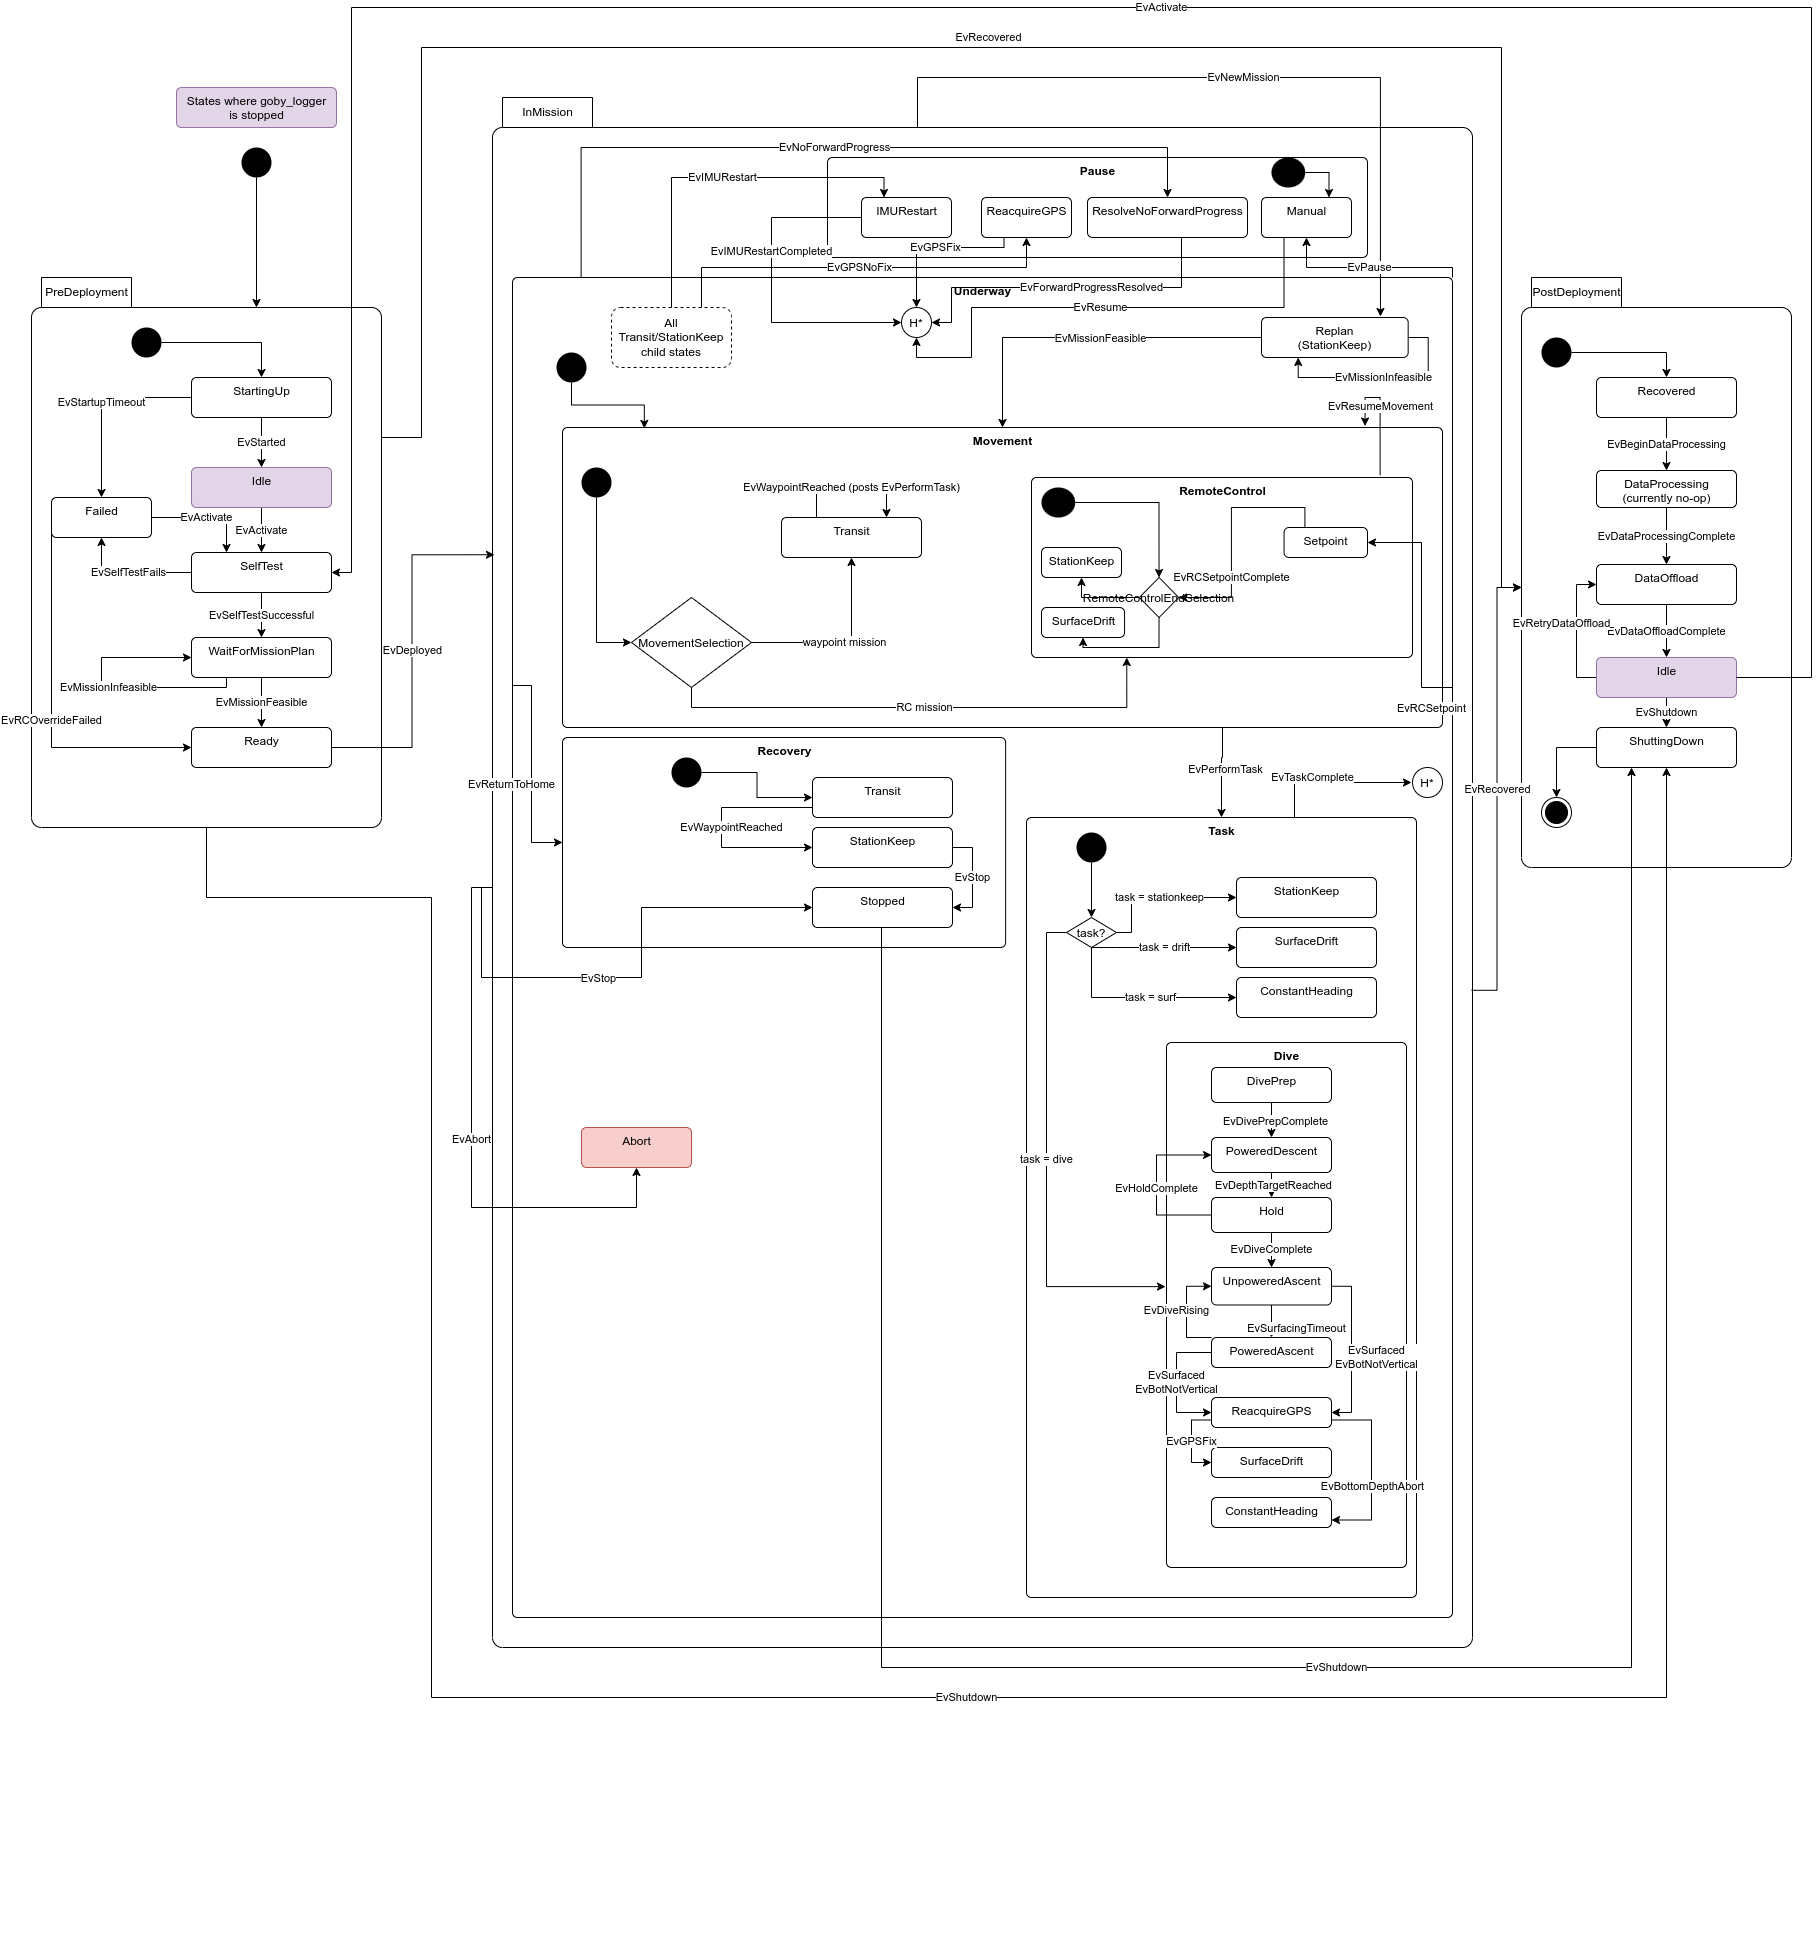 EvActivate
EvRecovered
EvNewMission
States where goby_logger
is stopped
InMission
EvNoForwardProgress
Pause
EvIMURestart
IMURestart
ReacquireGPS
ResolveNoForwardProgress
Manual
EvIMURestartCompleted
EvGPSFix
EvGPSNoFix
EvPause
PreDeployment
Underway
EvForwardProgressResolved
EvResume
PostDeployment
All
Transit/StationKeep
child states
H*
EvMissionFeasible
Replan
(StationKeep)
EvMissionInfeasible
EvResumeMovement
StartingUp
EvStartupTimeout
EvStarted
Idle
Failed
EvActivate
EvActivate
SelfTest
EvSelfTestFails
EvSelfTestSuccessful
WaitForMissionPlan
EvMissionInfeasible
EvMissionFeasible
EvRCOverrideFailed
Ready
EvDeployed
Movement
EvWaypointReached (posts EvPerformTask)
Transit
MovementSelection
waypoint mission
RC mission
RemoteControl
Setpoint
StationKeep
EvRCSetpointComplete
RemoteControlEndSelection
SurfaceDrift
EvRCSetpoint
Recovered
EvBeginDataProcessing
DataProcessing
(currently no-op)
EvDataProcessingComplete
DataOffload
EvRetryDataOffload
EvDataOffloadComplete
Idle
EvShutdown
ShuttingDown
EvRecovered
Recovery
EvReturnToHome
Transit
EvWaypointReached
StationKeep
EvStop
Stopped
EvStop
EvPerformTask
EvTaskComplete
H*
Task
task?
task = stationkeep
StationKeep
task = drift
SurfaceDrift
task = surf
ConstantHeading
EvAbort
Abort
task = dive
Dive
DivePrep
EvDivePrepComplete
PoweredDescent
EvHoldComplete
EvDepthTargetReached
Hold
EvDiveComplete
UnpoweredAscent
EvDiveRising
EvSurfacingTimeout
PoweredAscent
EvSurfaced
EvBotNotVertical
EvSurfaced
EvBotNotVertical
ReacquireGPS
EvGPSFix
SurfaceDrift
EvBottomDepthAbort
ConstantHeading
EvShutdown
EvShutdown